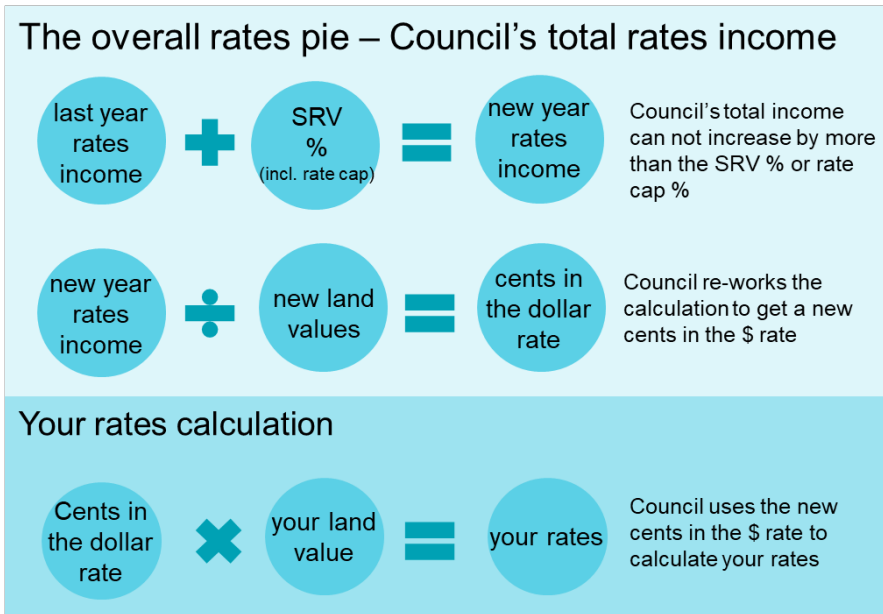 The overall rates pie – Council's total rates income
last year
rates
income
SRV
%
(incl. rate cap)
new year
rates
income
Council's total income
can not increase by more
than the SRV % or rate
cap %
new year
rates
income
new land
values
cents in
the dollar
rate
Council re-works the
calculation to get a new
cents in the $ rate
Your rates calculation
Cents in
the dollar
rate
your land
value
your rates
Council uses the new
cents in the $ rate to
calculate your rates